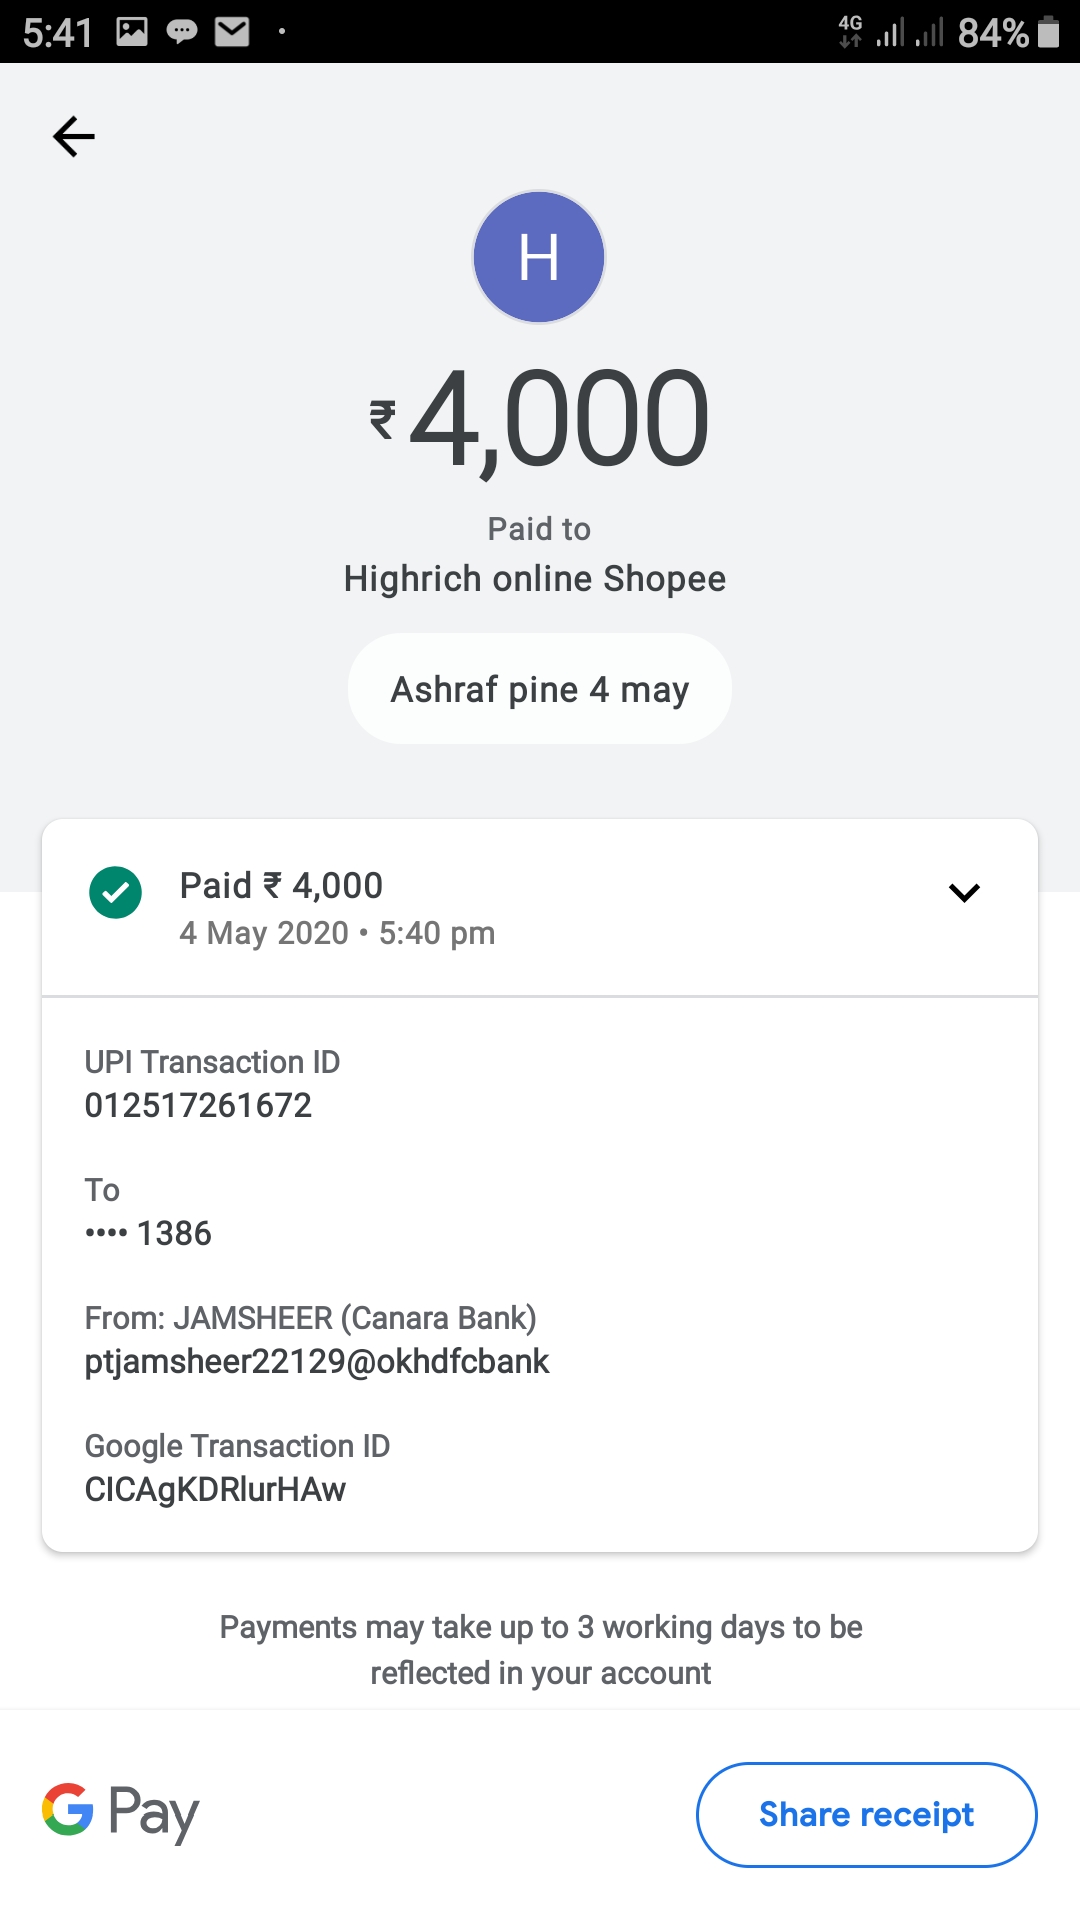 5:41
4G
84%
H
₹4,000
Paid to
Highrich online Shopee
Ashraf pine 4 may
Paid ₹ 4,000
4 May 2020 • 5:40 pm
UPI Transaction ID
012517261672
To
•••• 1386
From: JAMSHEER (Canara Bank)
ptjamsheer22129@okhdfcbank
Google Transaction ID
CICAgKDRlurHAw
Payments may take up to 3 working days to be
reflected in your account
G Pay
Share receipt